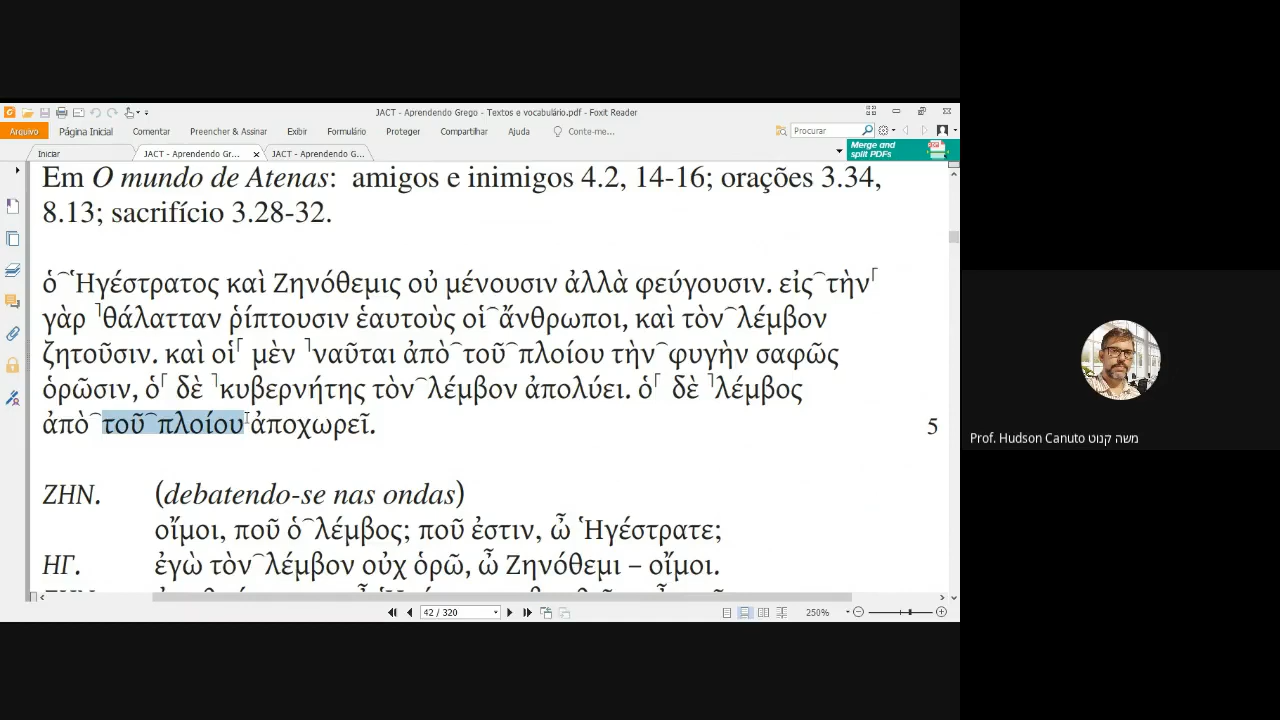 JACT - Aprendendo Grego - Textos e vocabulário.pdf - Foxit Reader
Arquivo Página Inicial Comentar Preencher & Assinar Exibir Formulário Proteger Compartilhar Ajuda Conte-me... Procurar
Iniciar JACT - Aprendendo Gr... JACT - Aprendendo G... Merge and
split PDFs
Em O mundo de Atenas: amigos e inimigos 4.2, 14-16; orações 3.34,
8.13; sacrifício 3.28-32.
ὁ⁀Ἡγέστρατος καὶ Ζηνόθεμις οὐ μένουσιν ἀλλὰ φεύγουσιν. εἰς⁀τὴν⌜
γὰρ ⌝θάλατταν ῥίπτουσιν ἑαυτοὺς οἱ⁀ἄνθρωποι, καὶ τὸν⁀λέμβον
ζητοῦσιν. καὶ οἱ⌜ μὲν ⌝ναῦται ἀπὸ⁀τοῦ⁀πλοίου τὴν⁀φυγὴν σαφῶς
ὁρῶσιν, ὁ⌜ δὲ ⌝κυβερνήτης τὸν⁀λέμβον ἀπολύει. ὁ⌜ δὲ ⌝λέμβος
ἀπὸ⁀τοῦ⁀πλοίου ἀποχωρεῖ. 5
ΖΗΝ. (debatendo-se nas ondas)
οἴμοι, ποῦ ὁ⁀λέμβος; ποῦ ἐστιν, ὦ Ἡγέστρατε;
ΗΓ. ἐγὼ τὸν⁀λέμβον οὐχ ὁρῶ, ὦ Ζηνόθεμι – οἴμοι.
42 / 320 250%
Prof. Hudson Canuto משה קנוט